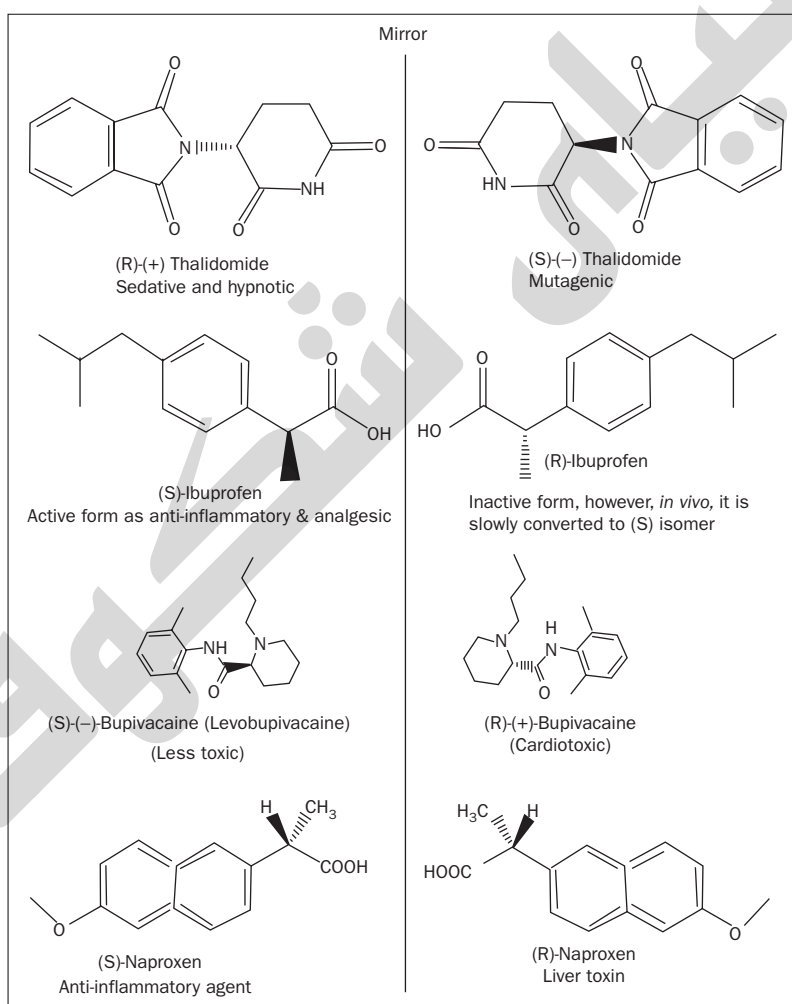 Mirror
O
N
O
O
NH
O
(R)-(+) Thalidomide
Sedative and hypnotic
O
NH
O
N
O
O
(S)-(–) Thalidomide
Mutagenic
O
OH
(S)-Ibuprofen
Active form as anti-inflammatory & analgesic
O
HO
(R)-Ibuprofen
Inactive form, however, in vivo, it is
slowly converted to (S) isomer
NH
N
O
(S)-(–)-Bupivacaine (Levobupivacaine)
(Less toxic)
N
H
N
O
(R)-(+)-Bupivacaine
(Cardiotoxic)
H
CH3
COOH
O
(S)-Naproxen
Anti-inflammatory agent
H3C
H
HOOC
O
(R)-Naproxen
Liver toxin